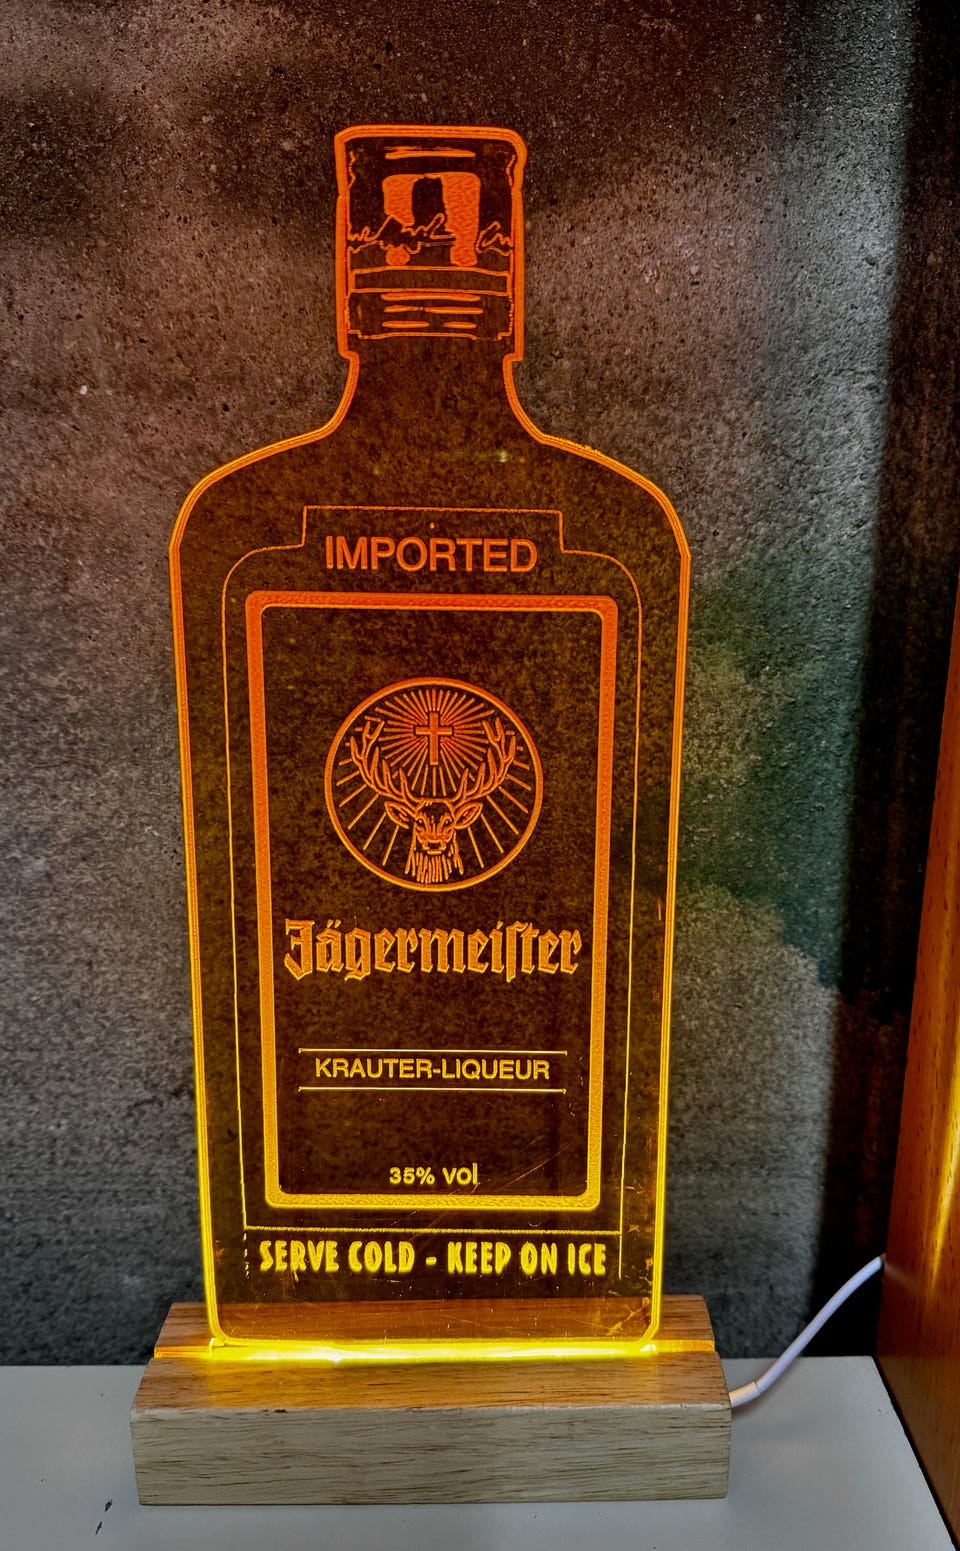 IMPORTED
Jägermeiſter
KRAUTER-LIQUEUR
35% vol
SERVE COLD - KEEP ON ICE